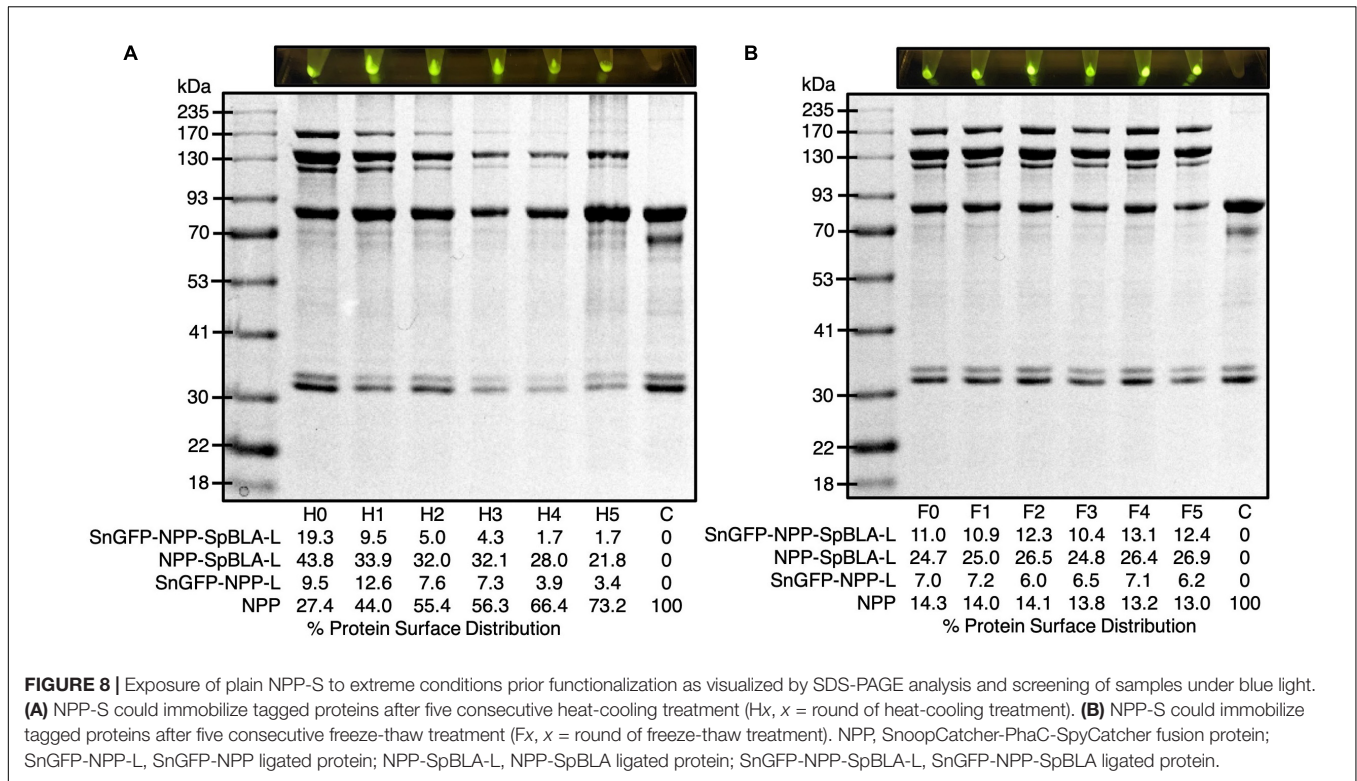 A
kDa
235
170
130
93
70
53
41
30
22
18
H0 H1 H2 H3 H4 H5 C
SnGFP-NPP-SpBLA-L 19.3 9.5 5.0 4.3 1.7 1.7 0
NPP-SpBLA-L 43.8 33.9 32.0 32.1 28.0 21.8 0
SnGFP-NPP-L 9.5 12.6 7.6 7.3 3.9 3.4 0
NPP 27.4 44.0 55.4 56.3 66.4 73.2 100
% Protein Surface Distribution
B
kDa
235
170
130
93
70
53
41
30
22
18
F0 F1 F2 F3 F4 F5 C
SnGFP-NPP-SpBLA-L 11.0 10.9 12.3 10.4 13.1 12.4 0
NPP-SpBLA-L 24.7 25.0 26.5 24.8 26.4 26.9 0
SnGFP-NPP-L 7.0 7.2 6.0 6.5 7.1 6.2 0
NPP 14.3 14.0 14.1 13.8 13.2 13.0 100
% Protein Surface Distribution
FIGURE 8 | Exposure of plain NPP-S to extreme conditions prior functionalization as visualized by SDS-PAGE analysis and screening of samples under blue light.
(A) NPP-S could immobilize tagged proteins after five consecutive heat-cooling treatment (Hx, x = round of heat-cooling treatment). (B) NPP-S could immobilize
tagged proteins after five consecutive freeze-thaw treatment (Fx, x = round of freeze-thaw treatment). NPP, SnoopCatcher-PhaC-SpyCatcher fusion protein;
SnGFP-NPP-L, SnGFP-NPP ligated protein; NPP-SpBLA-L, NPP-SpBLA ligated protein; SnGFP-NPP-SpBLA-L, SnGFP-NPP-SpBLA ligated protein.